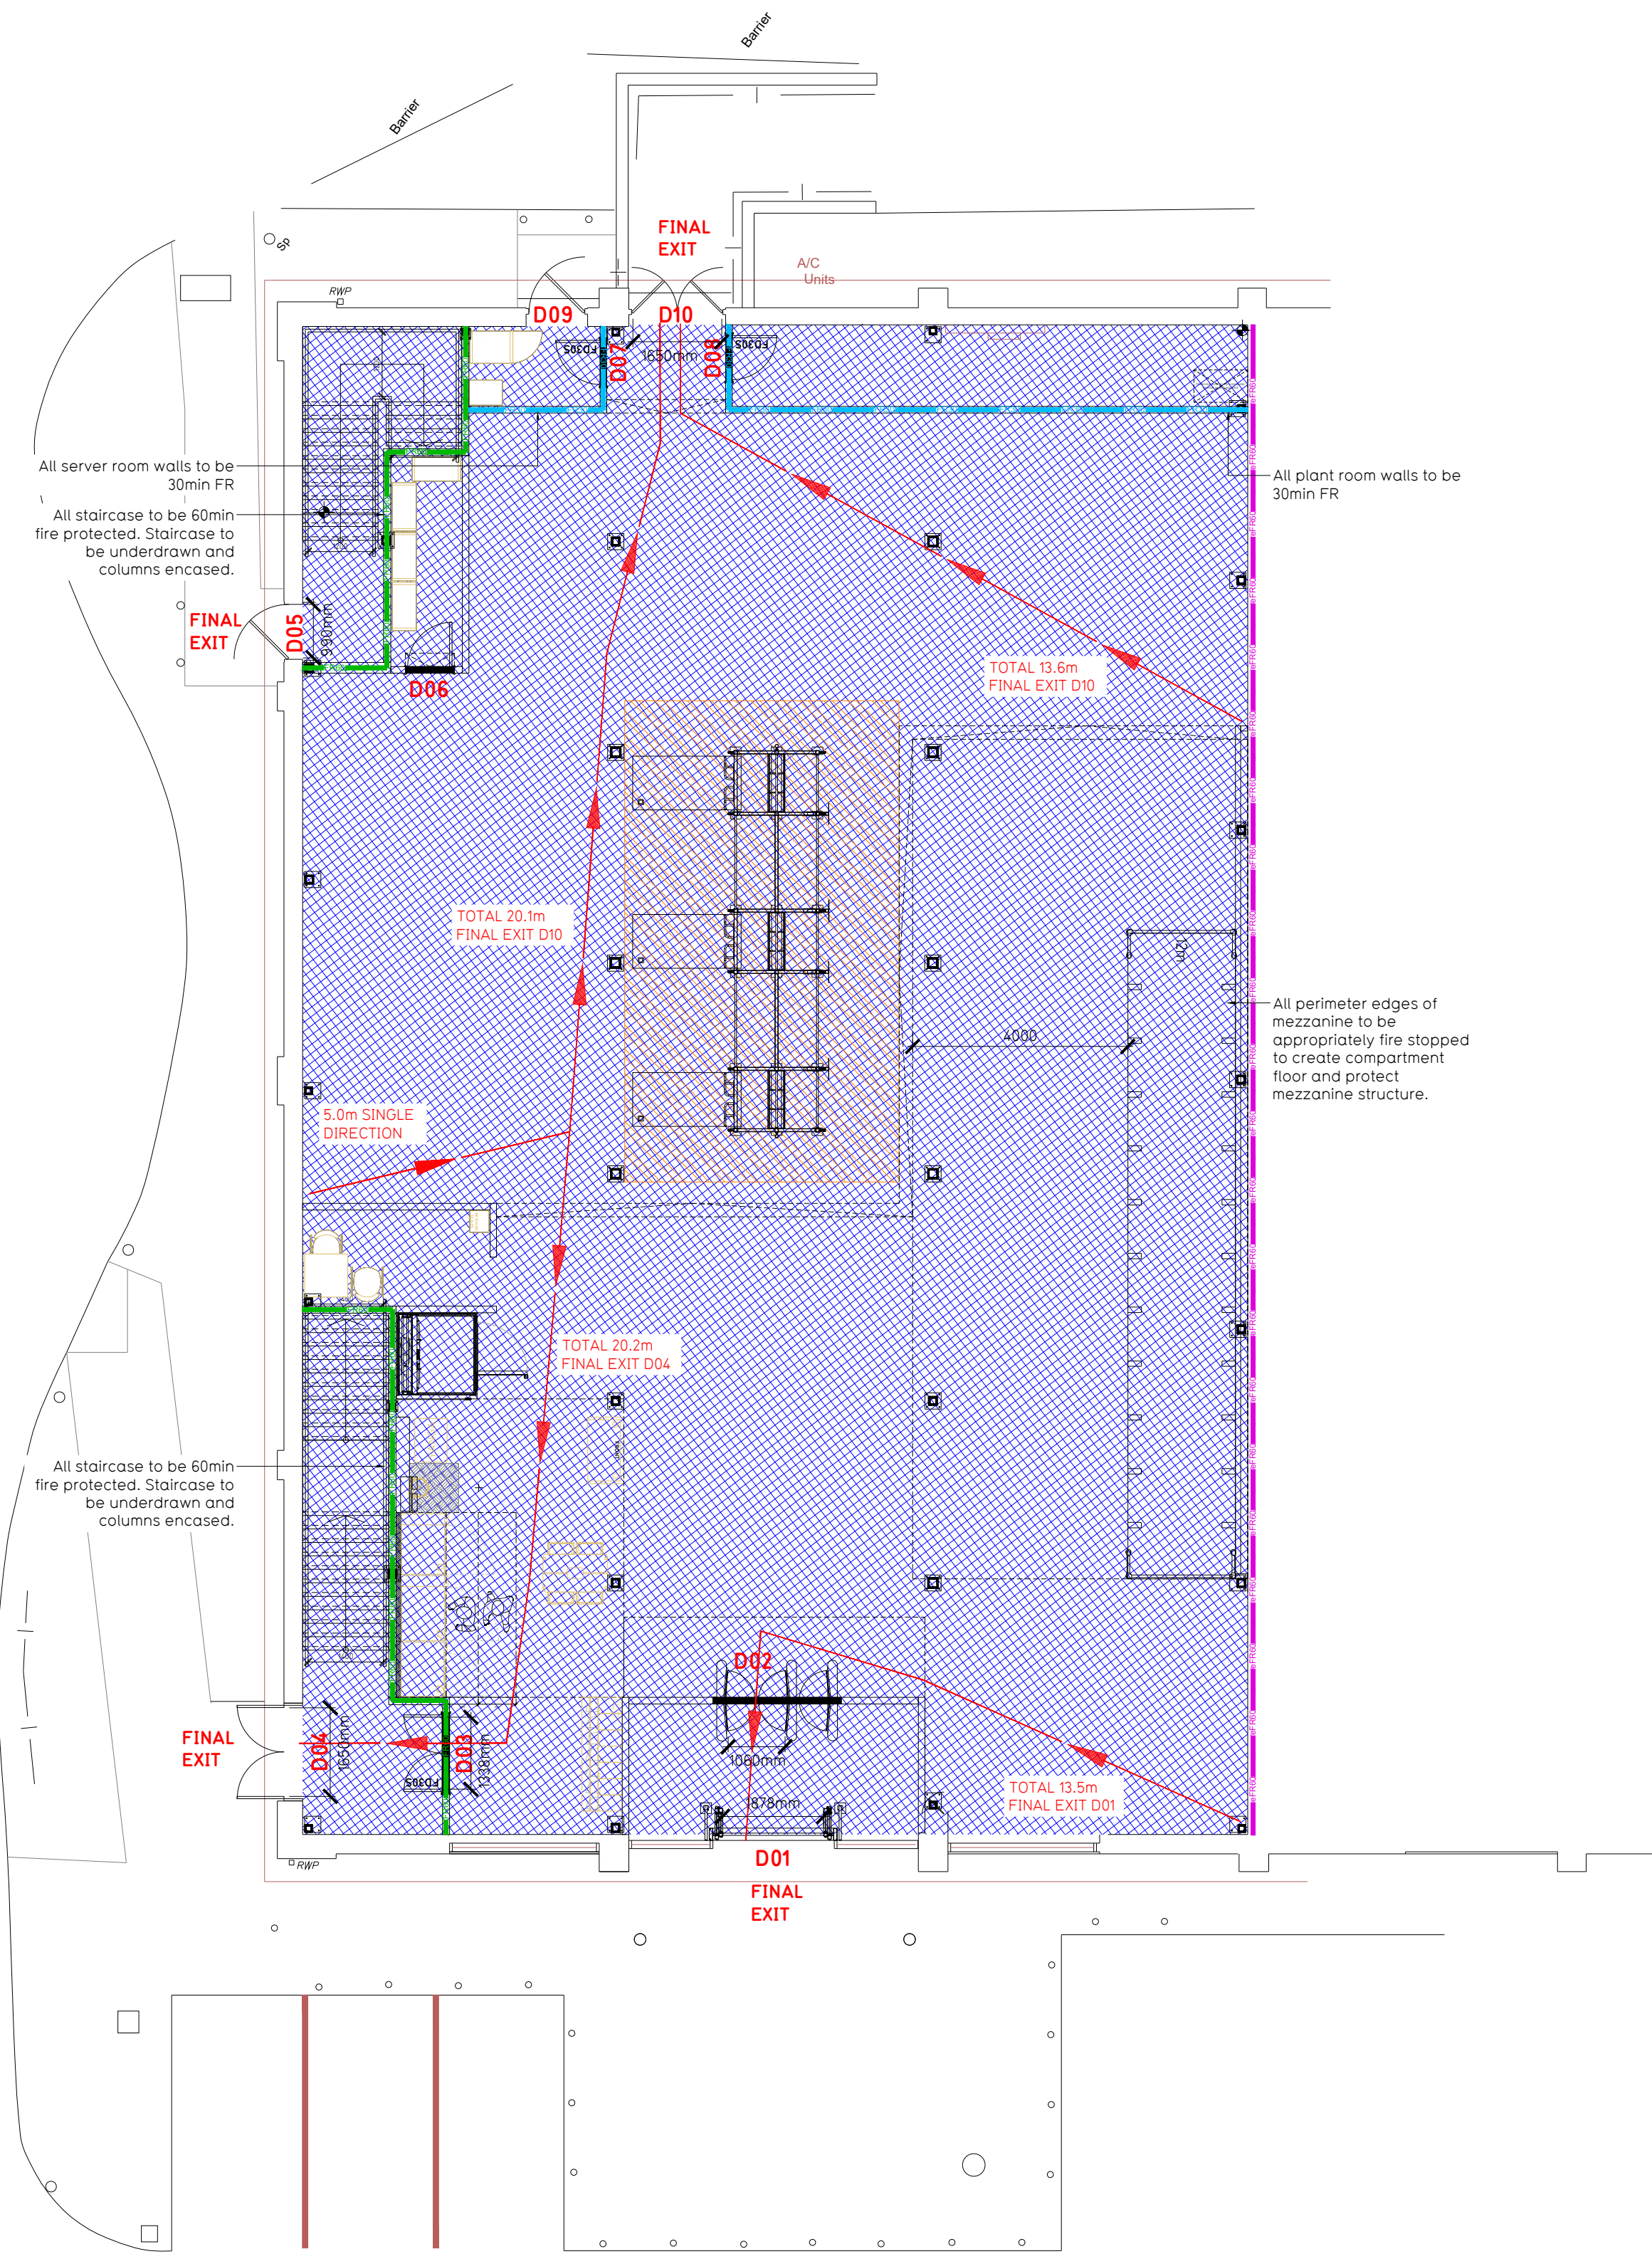 Barrier
Barrier
SP
FINAL
EXIT
A/C
Units
RWP
D09
D10
FD30S
D07
1650mm
D08
FD30S
All server room walls to be
30min FR
All plant room walls to be
30min FR
All staircase to be 60min
fire protected. Staircase to
be underdrawn and
columns encased.
1200
FINAL
EXIT
D05
990mm
D06
TOTAL 13.6m
FINAL EXIT D10
TOTAL 20.1m
FINAL EXIT D10
12m
All perimeter edges of
mezzanine to be
appropriately fire stopped
to create compartment
floor and protect
mezzanine structure.
4000
5.0m SINGLE
DIRECTION
TOTAL 20.2m
FINAL EXIT D04
All staircase to be 60min
fire protected. Staircase to
be underdrawn and
columns encased.
D02
FINAL
EXIT
D04
1650mm
D03
1338mm
FD30S
1060mm
TOTAL 13.5m
FINAL EXIT D01
1878mm
D01
RWP
FINAL
EXIT